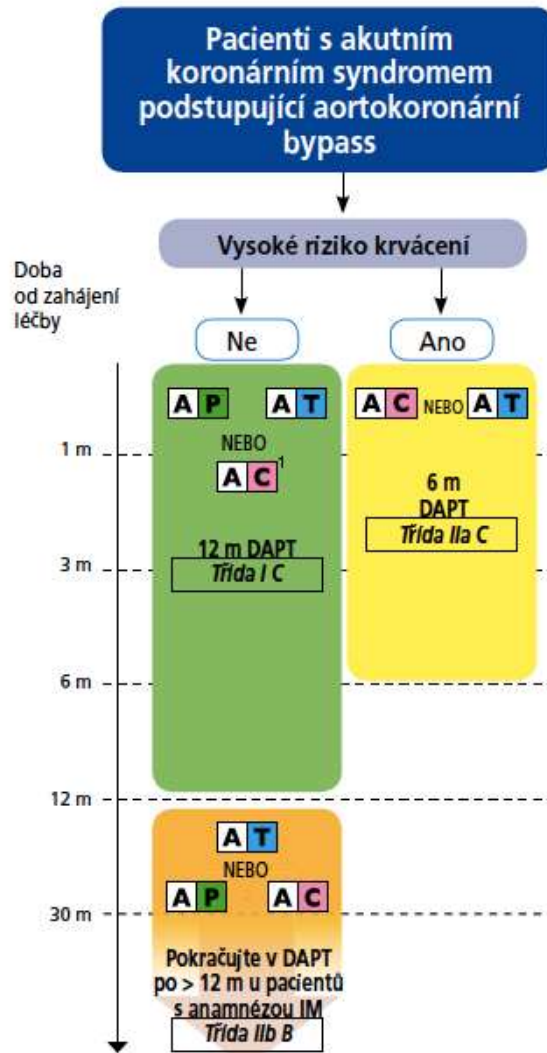 Pacienti s akutním
koronárním syndromem
podstupující aortokoronární
bypass
Vysoké riziko krvácení
Doba
od zahájení
léčby
Ne
Ano
A P A T
NEBO
A C 1
12 m DAPT
Třída I C
A C NEBO A T
6 m
DAPT
Třída IIa C
1 m
3 m
6 m
12 m
30 m
A T
NEBO
A P A C
Pokračujte v DAPT
po > 12 m u pacientů
s anamnézou IM
Třída IIb B